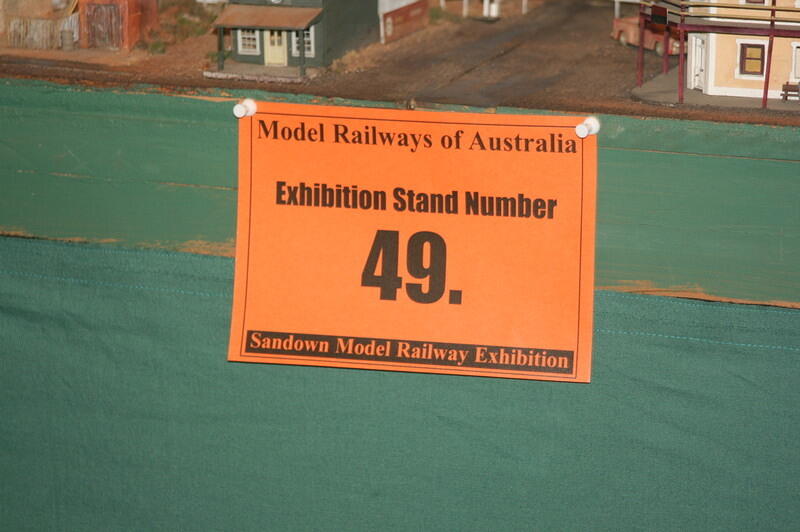 Model Railways of Australia
Exhibition Stand Number
49.
Sandown Model Railway Exhibition